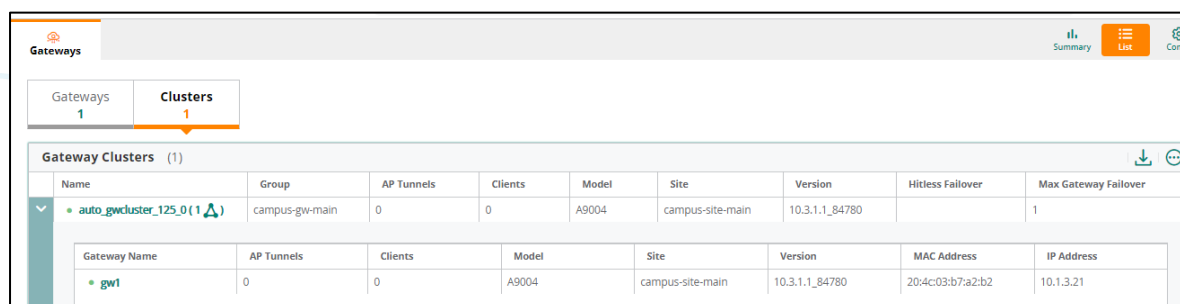 Gateways
Summary
List
Gateways
1
Clusters
1
Gateway Clusters (1)
Name Group AP Tunnels Clients Model Site Version Hitless Failover Max Gateway Failover
auto_gwcluster_125_0 ( 1 ) campus-gw-main 0 0 A9004 campus-site-main 10.3.1.1_84780 1
Gateway Name AP Tunnels Clients Model Site Version MAC Address IP Address
gw1 0 0 A9004 campus-site-main 10.3.1.1_84780 20:4c:03:b7:a2:b2 10.1.3.21